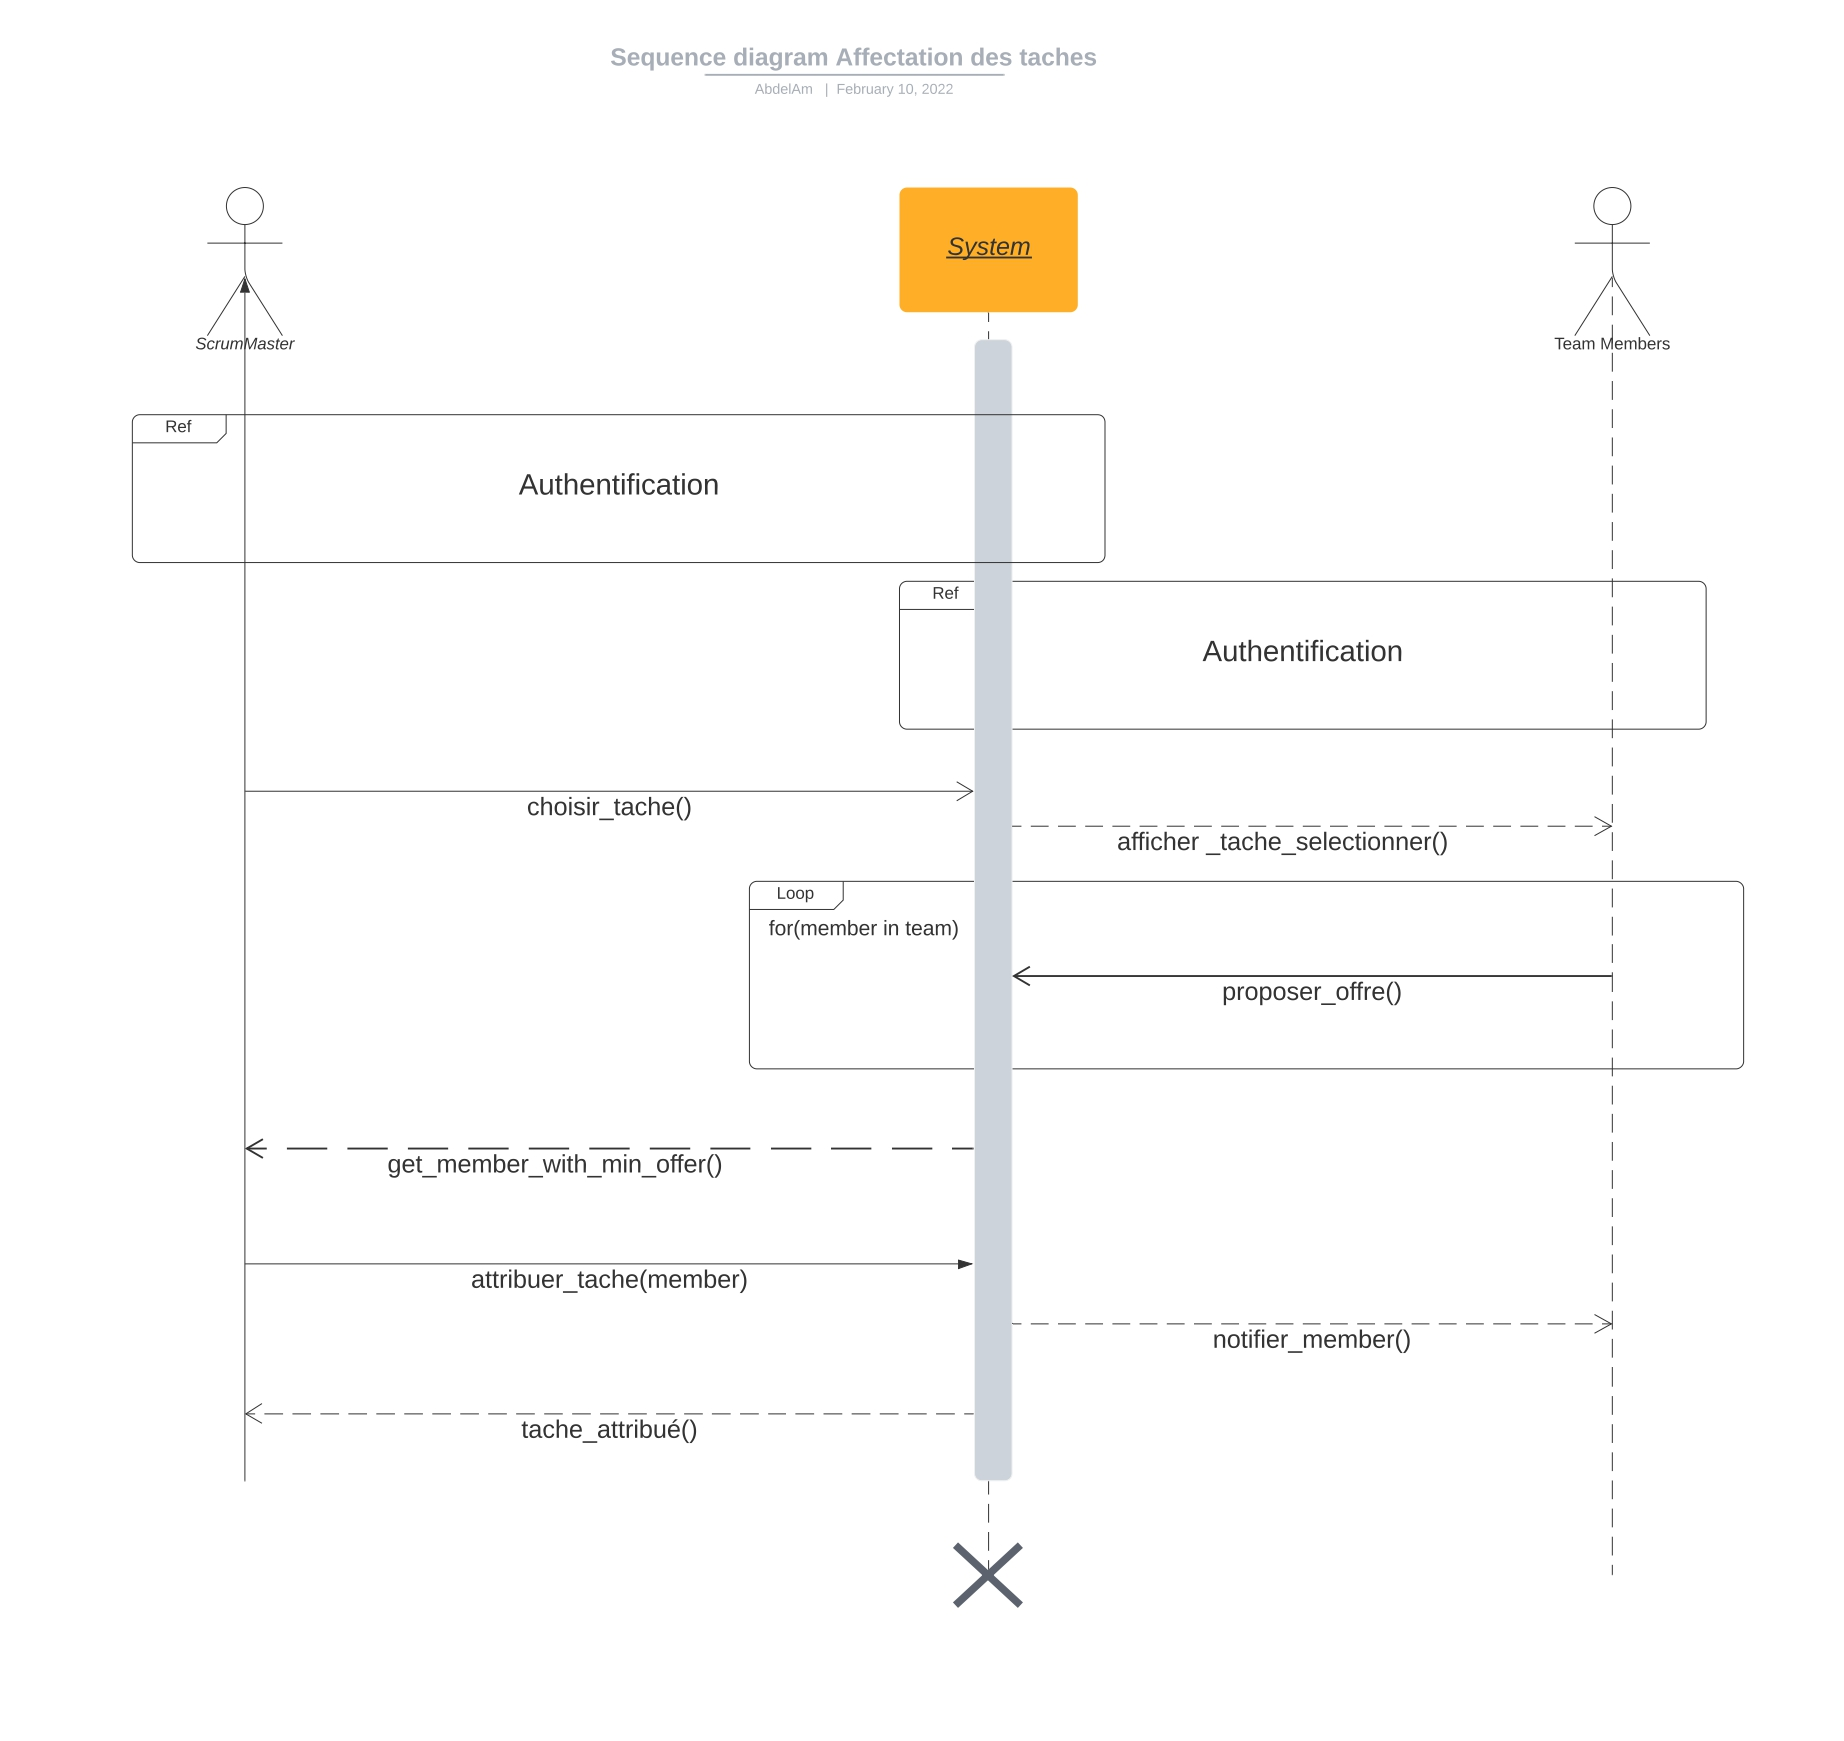 Sequence diagram Affectation des taches
AbdelAm | February 10, 2022
System
ScrumMaster
Team Members
Ref
Authentification
Ref
Authentification
choisir_tache()
afficher _tache_selectionner()
Loop
for(member in team)
proposer_offre()
get_member_with_min_offer()
attribuer_tache(member)
notifier_member()
tache_attribué()